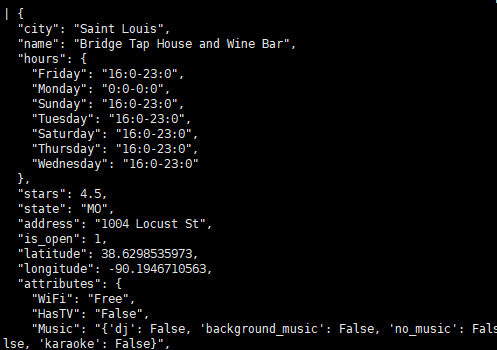 | {
  "city": "Saint Louis",
  "name": "Bridge Tap House and Wine Bar",
  "hours": {
    "Friday": "16:0-23:0",
    "Monday": "0:0-0:0",
    "Sunday": "16:0-23:0",
    "Tuesday": "16:0-23:0",
    "Saturday": "16:0-23:0",
    "Thursday": "16:0-23:0",
    "Wednesday": "16:0-23:0"
  },
  "stars": 4.5,
  "state": "MO",
  "address": "1004 Locust St",
  "is_open": 1,
  "latitude": 38.6298535973,
  "longitude": -90.1946710563,
  "attributes": {
    "WiFi": "Free",
    "HasTV": "False",
    "Music": "{'dj': False, 'background_music': False, 'no_music': Fals
lse, 'karaoke': False}",